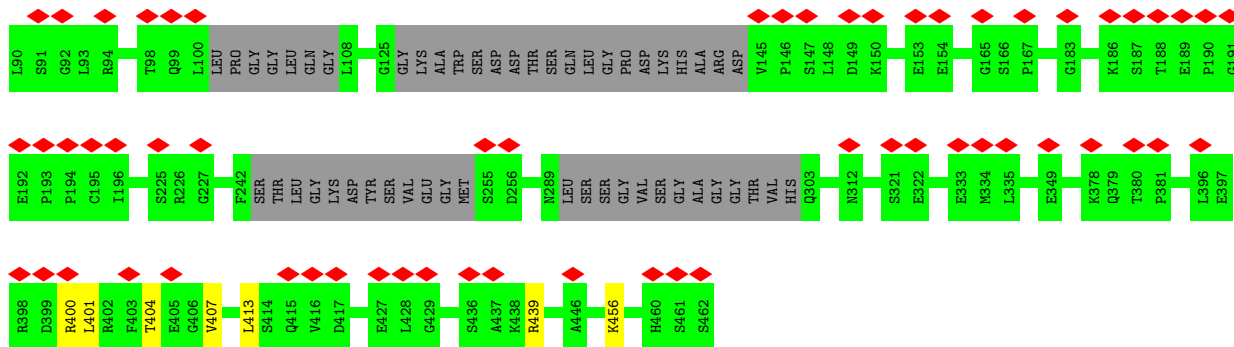 L90 S91 G92 L93 R94 T98 Q99 L100 LEU PRO GLY GLY LEU GLN GLY L108 G125 GLY LYS ALA TRP SER ASP ASP THR SER GLN LEU GLY PRO ASP LYS HIS ALA ARG ASP V145 P146 S147 L148 D149 K150 E153 E154 G165 S166 P167 G183 K186 S187 T188 E189 P190 G191
E192 P193 P194 C195 I196 S225 R226 G227 F242 SER THR LEU GLY LYS ASP TYR SER VAL GLU GLY MET S255 D256 N289 LEU SER SER GLY VAL SER GLY ALA GLY GLY THR VAL HIS Q303 N312 S321 E322 E333 M334 L335 E349 K378 Q379 T380 P381 L396 E397
R398 D399 R400 L401 R402 F403 T404 E405 G406 V407 L413 S414 Q415 V416 D417 E427 L428 G429 S436 A437 K438 R439 A446 K456 H460 S461 S462